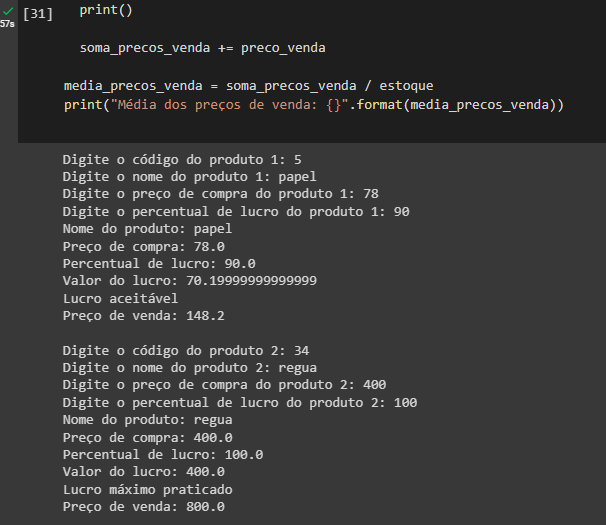 [31] print()
57s
soma_precos_venda += preco_venda
media_precos_venda = soma_precos_venda / estoque
print("Média dos preços de venda: {}".format(media_precos_venda))
Digite o código do produto 1: 5
Digite o nome do produto 1: papel
Digite o preço de compra do produto 1: 78
Digite o percentual de lucro do produto 1: 90
Nome do produto: papel
Preço de compra: 78.0
Percentual de lucro: 90.0
Valor do lucro: 70.19999999999999
Lucro aceitável
Preço de venda: 148.2
Digite o código do produto 2: 34
Digite o nome do produto 2: regua
Digite o preço de compra do produto 2: 400
Digite o percentual de lucro do produto 2: 100
Nome do produto: regua
Preço de compra: 400.0
Percentual de lucro: 100.0
Valor do lucro: 400.0
Lucro máximo praticado
Preço de venda: 800.0